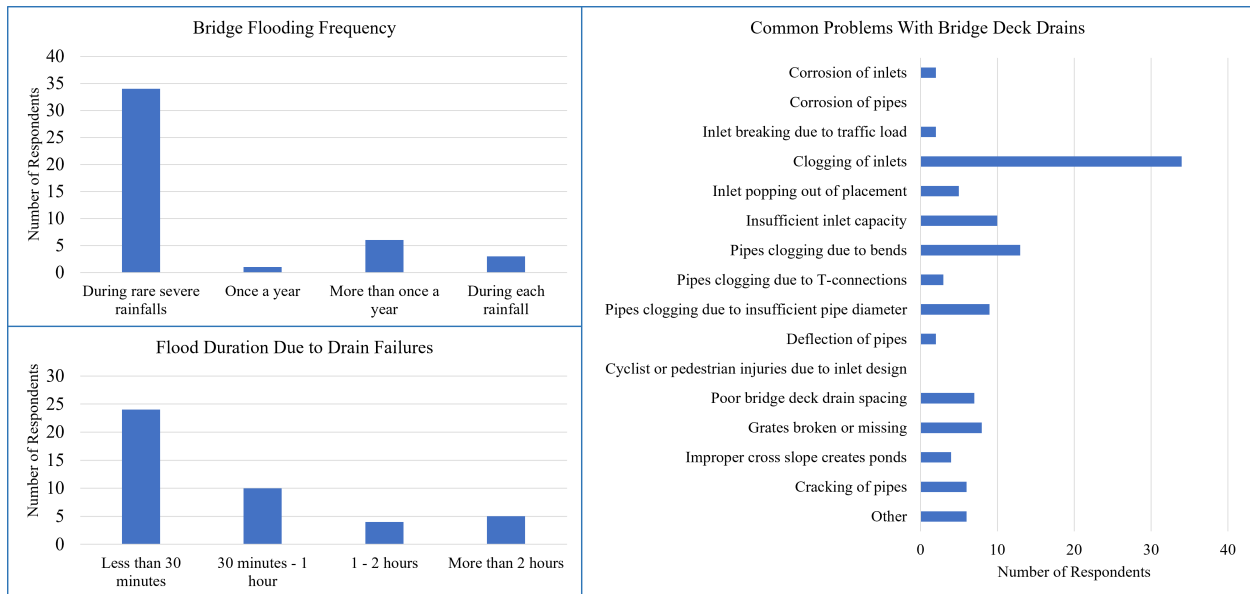 Bridge Flooding Frequency
Number of Respondents
40
35
30
25
20
15
10
5
0
During rare severe
rainfalls
Once a year
More than once a
year
During each
rainfall
Flood Duration Due to Drain Failures
Number of Respondents
30
25
20
15
10
5
0
Less than 30
minutes
30 minutes - 1
hour
1 - 2 hours
More than 2 hours
Common Problems With Bridge Deck Drains
Corrosion of inlets
Corrosion of pipes
Inlet breaking due to traffic load
Clogging of inlets
Inlet popping out of placement
Insufficient inlet capacity
Pipes clogging due to bends
Pipes clogging due to T-connections
Pipes clogging due to insufficient pipe diameter
Deflection of pipes
Cyclist or pedestrian injuries due to inlet design
Poor bridge deck drain spacing
Grates broken or missing
Improper cross slope creates ponds
Cracking of pipes
Other
0 10 20 30 40
Number of Respondents